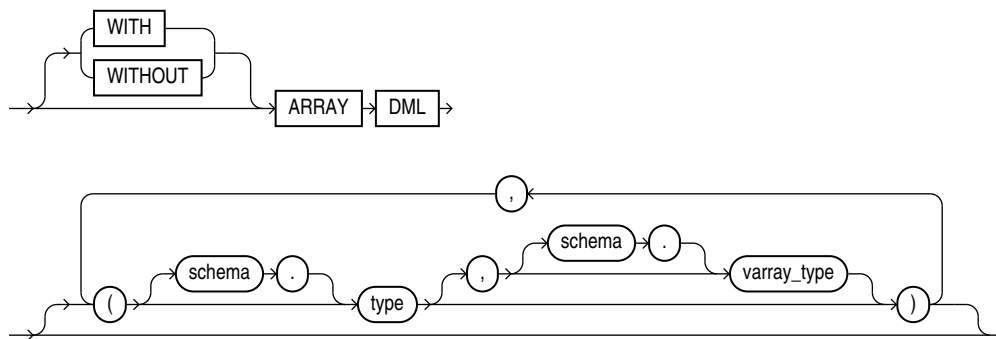 WITH
WITHOUT
ARRAY DML
,
schema .
schema . , varray_type
( type )